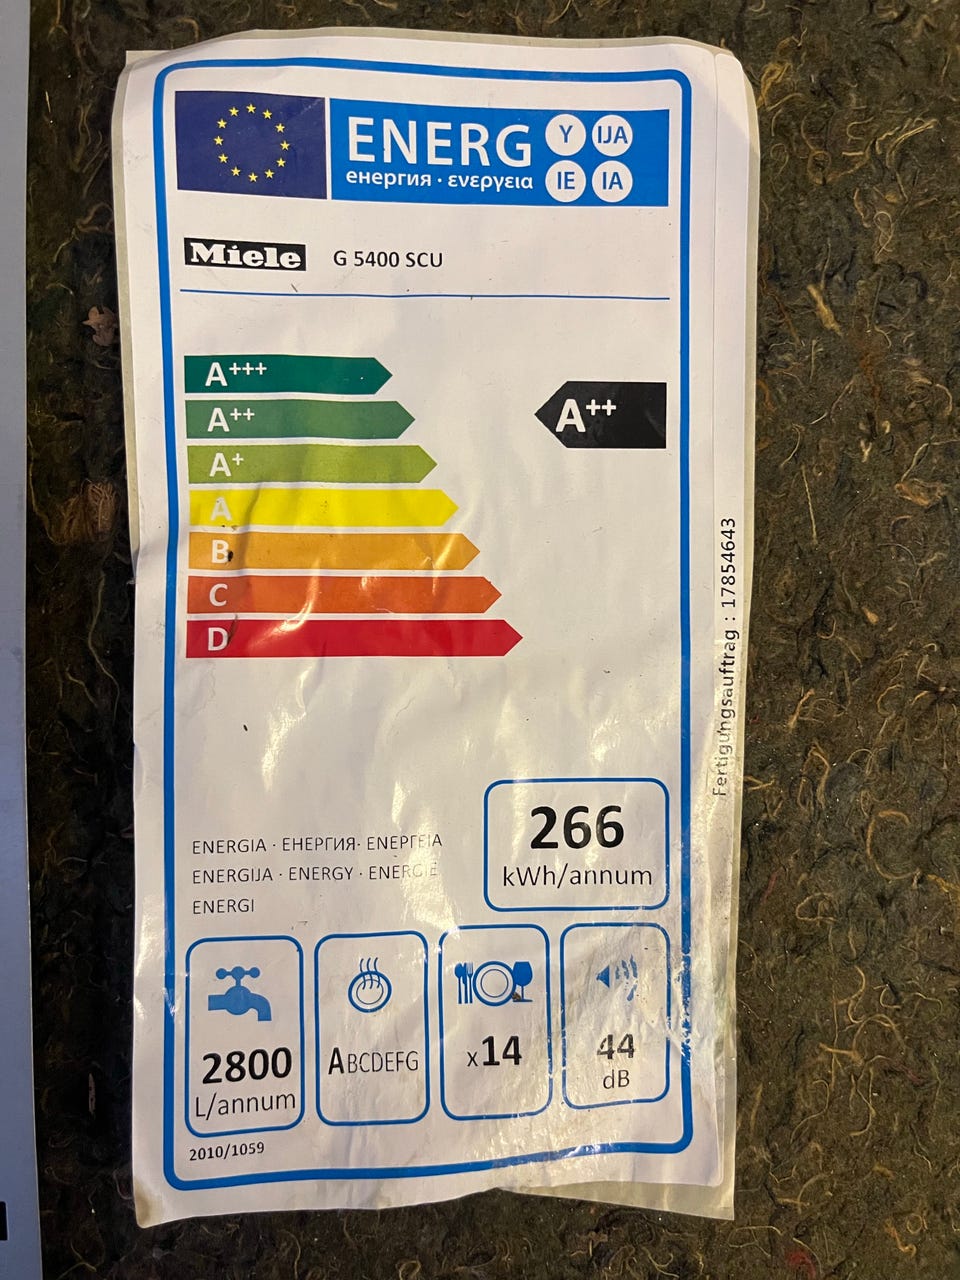 ENERG Y IJA
енергия · ενεργεια IE IA
Miele G 5400 SCU
A+++
A++
A++
A+
A
B
C
D
Fertigungsauftrag : 17854643
266
kWh/annum
ENERGIA · ЕНЕРГИЯ · ΕΝΕΡΓΕΙΑ
ENERGIJA · ENERGY · ENERGIE
ENERGI
2800
L/annum
ABCDEFG
x14
44
dB
2010/1059